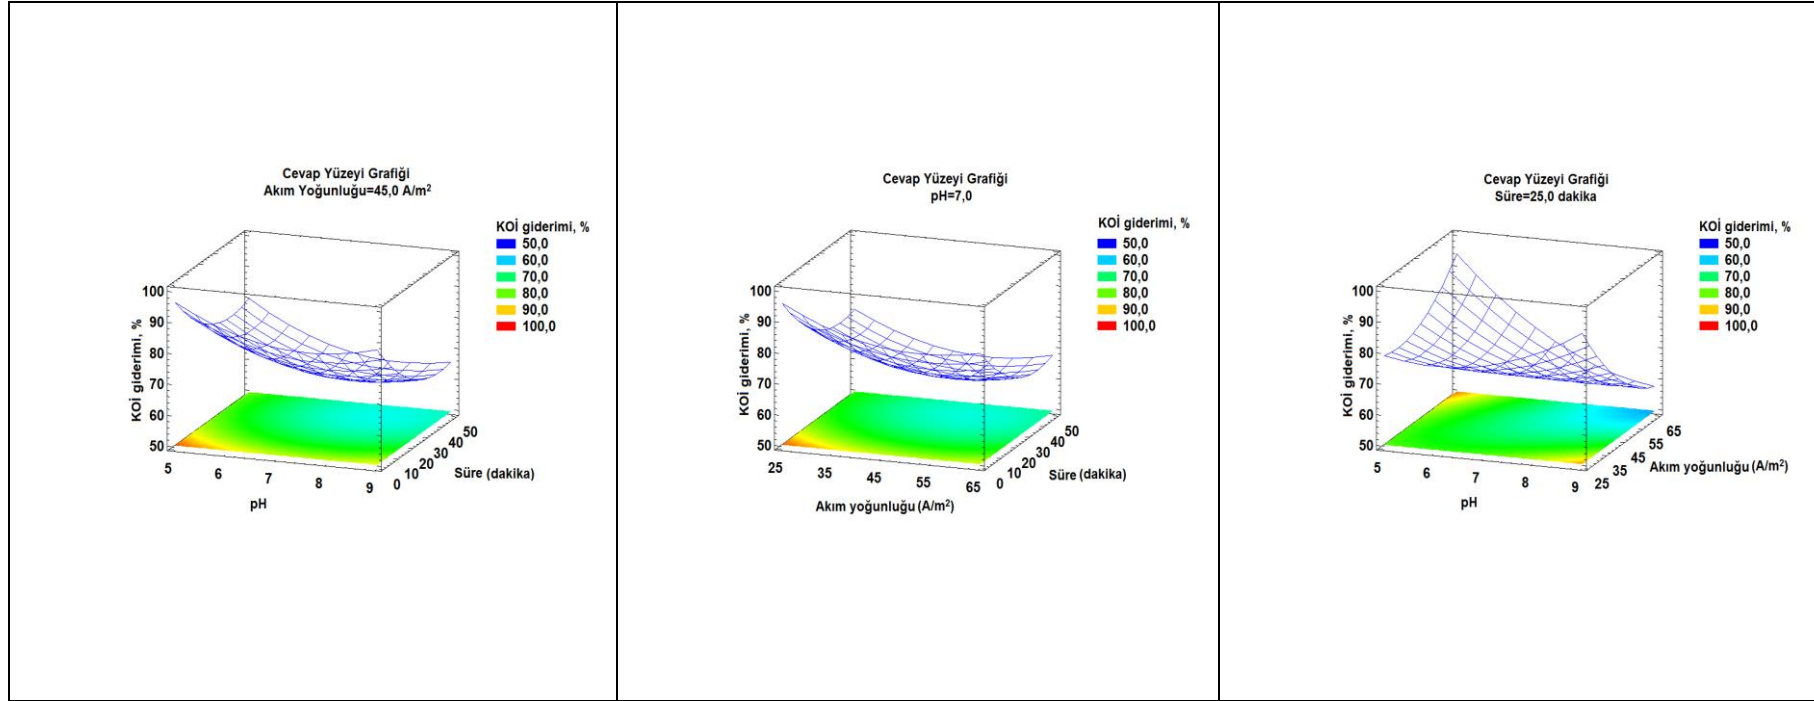 Cevap Yüzeyi Grafiği
Akım Yoğunluğu=45,0 A/m²
KOİ giderimi, %
50,0
60,0
70,0
80,0
90,0
100,0
KOİ giderimi, %
100
90
80
70
60
50
5 6 7 8 9
pH
0 10 20 30 40 50
Süre (dakika)
Cevap Yüzeyi Grafiği
pH=7,0
KOİ giderimi, %
50,0
60,0
70,0
80,0
90,0
100,0
KOİ giderimi, %
100
90
80
70
60
50
25 35 45 55 65
Akım yoğunluğu (A/m²)
0 10 20 30 40 50
Süre (dakika)
Cevap Yüzeyi Grafiği
Süre=25,0 dakika
KOİ giderimi, %
50,0
60,0
70,0
80,0
90,0
100,0
KOİ giderimi, %
100
90
80
70
60
50
5 6 7 8 9
pH
25 35 45 55 65
Akım yoğunluğu (A/m²)